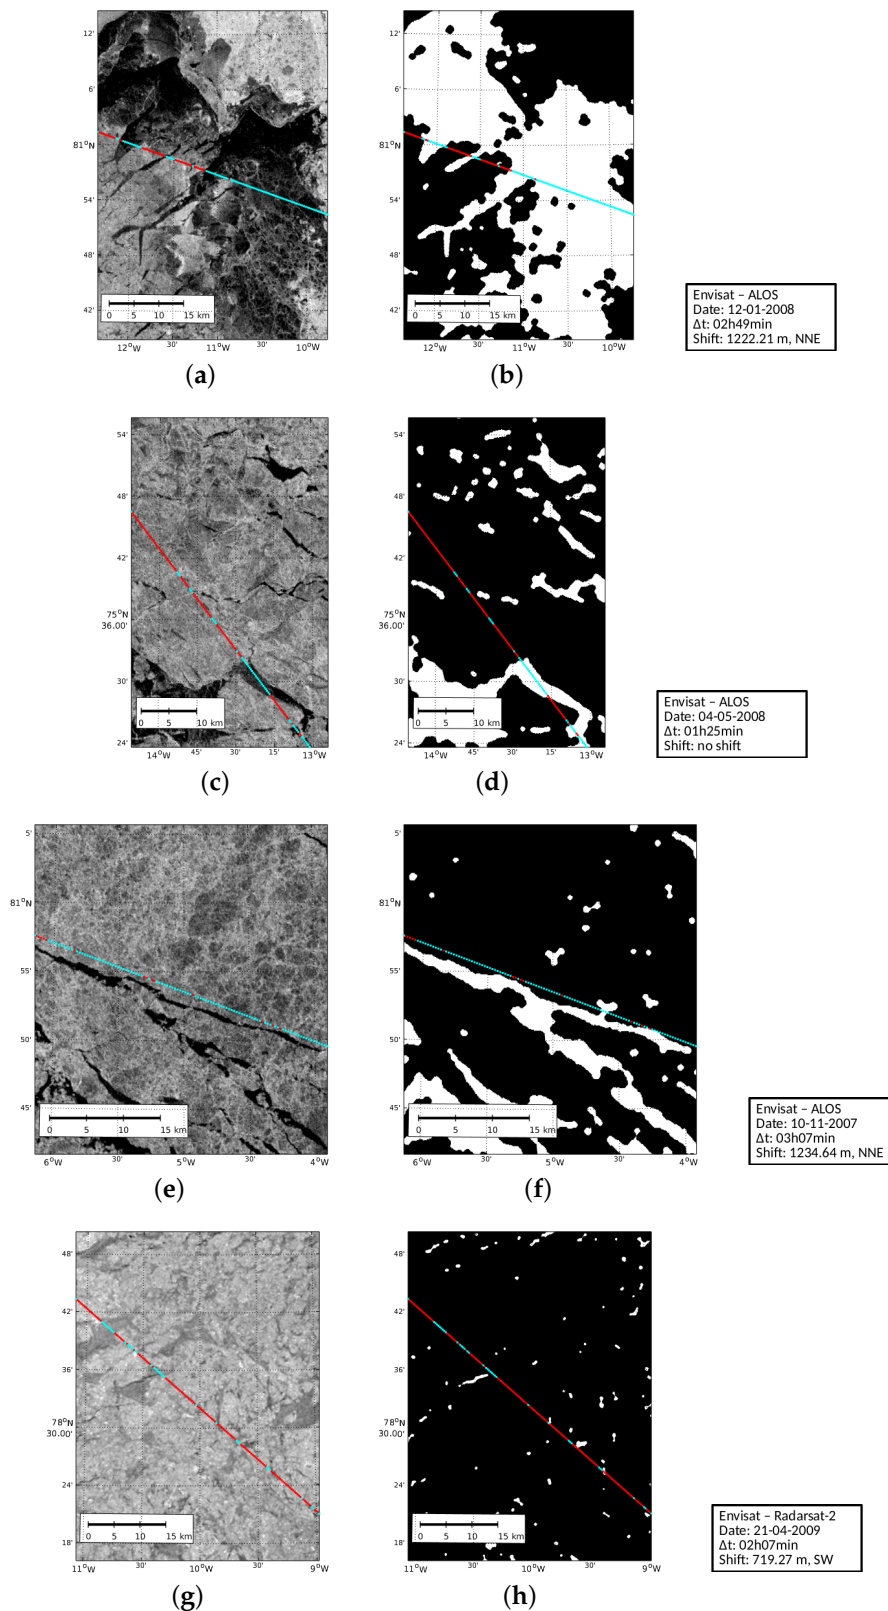 12'
6'
81°N
54'
48'
42'
0 5 10 15 km
12°W 30' 11°W 30' 10°W
(a)
12'
6'
81°N
54'
48'
42'
0 5 10 15 km
12°W 30' 11°W 30' 10°W
(b)
Envisat – ALOS
Date: 12-01-2008
Δt: 02h49min
Shift: 1222.21 m, NNE
54'
48'
42'
75°N
36.00'
30'
24'
0 5 10 km
14°W 45' 30' 15' 13°W
(c)
54'
48'
42'
75°N
36.00'
30'
24'
0 5 10 km
14°W 45' 30' 15' 13°W
(d)
Envisat – ALOS
Date: 04-05-2008
Δt: 01h25min
Shift: no shift
5'
81°N
55'
50'
45'
0 5 10 15 km
6°W 30' 5°W 30' 4°W
(e)
5'
81°N
55'
50'
45'
0 5 10 15 km
6°W 30' 5°W 30' 4°W
(f)
Envisat – ALOS
Date: 10-11-2007
Δt: 03h07min
Shift: 1234.64 m, NNE
48'
42'
36'
78°N
30.00'
24'
18'
0 5 10 15 km
11°W 30' 10°W 30' 9°W
(g)
48'
42'
36'
78°N
30.00'
24'
18'
0 5 10 15 km
11°W 30' 10°W 30' 9°W
(h)
Envisat – Radarsat-2
Date: 21-04-2009
Δt: 02h07min
Shift: 719.27 m, SW